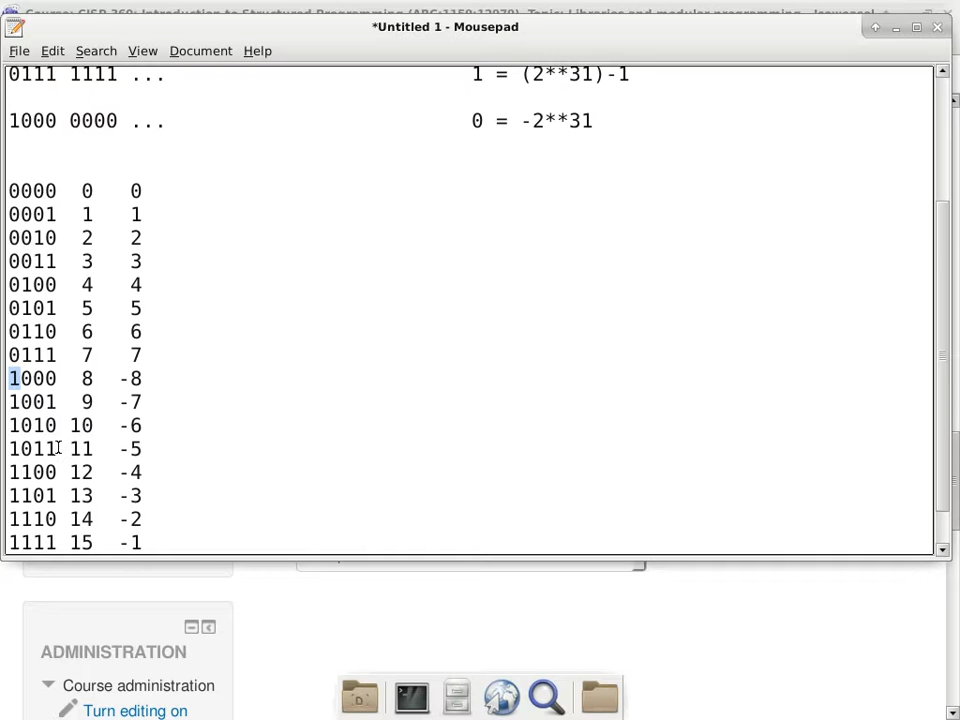 *Untitled 1 - Mousepad
File Edit Search View Document Help
0111 1111 ... 1 = (2**31)-1
1000 0000 ... 0 = -2**31
0000 0 0
0001 1 1
0010 2 2
0011 3 3
0100 4 4
0101 5 5
0110 6 6
0111 7 7
1000 8 -8
1001 9 -7
1010 10 -6
1011 11 -5
1100 12 -4
1101 13 -3
1110 14 -2
1111 15 -1
ADMINISTRATION
Course administration
Turn editing on